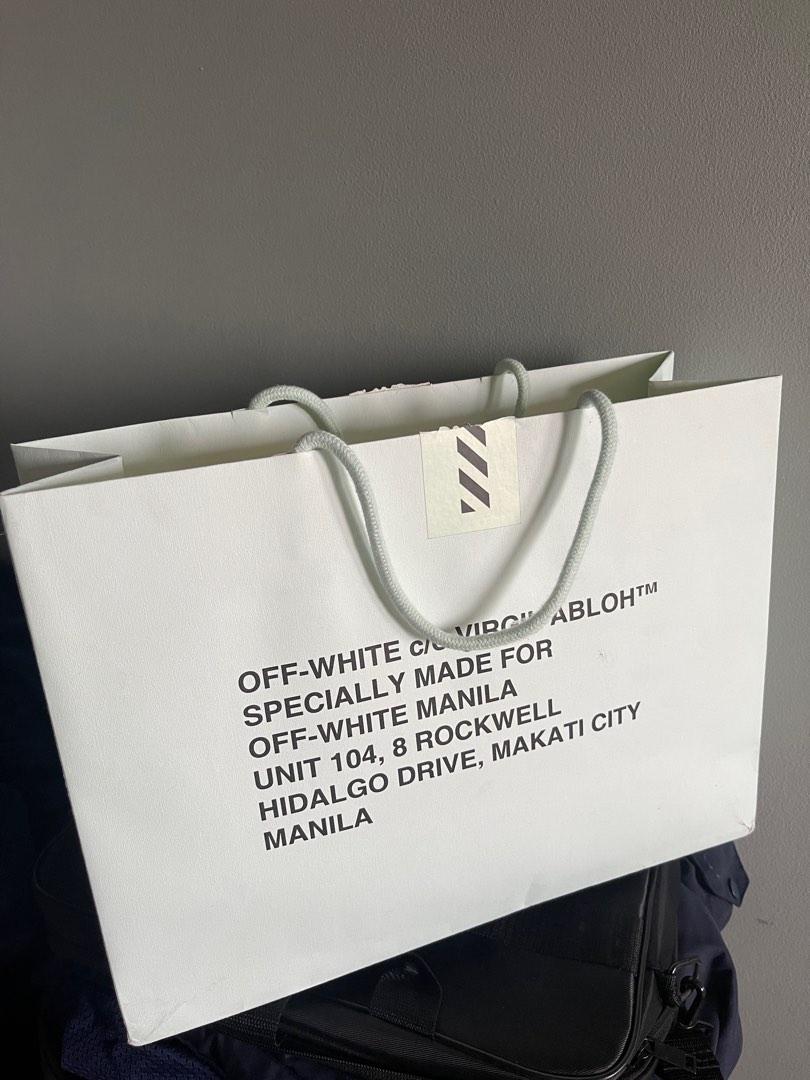 OFF-WHITE c/o ABLOH™
SPECIALLY MADE FOR
OFF-WHITE MANILA
UNIT 104, 8 ROCKWELL
HIDALGO DRIVE, MAKATI CITY
MANILA